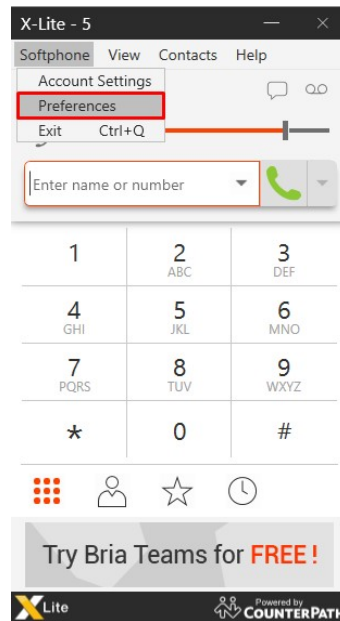 X-Lite - 5
Softphone View Contacts Help
Account Settings
Preferences
Exit Ctrl+Q
Enter name or number
1 2 3
ABC DEF
4 5 6
GHI JKL MNO
7 8 9
PQRS TUV WXYZ
* 0 #
Try Bria Teams for FREE !
X Lite Powered by
COUNTERPATH